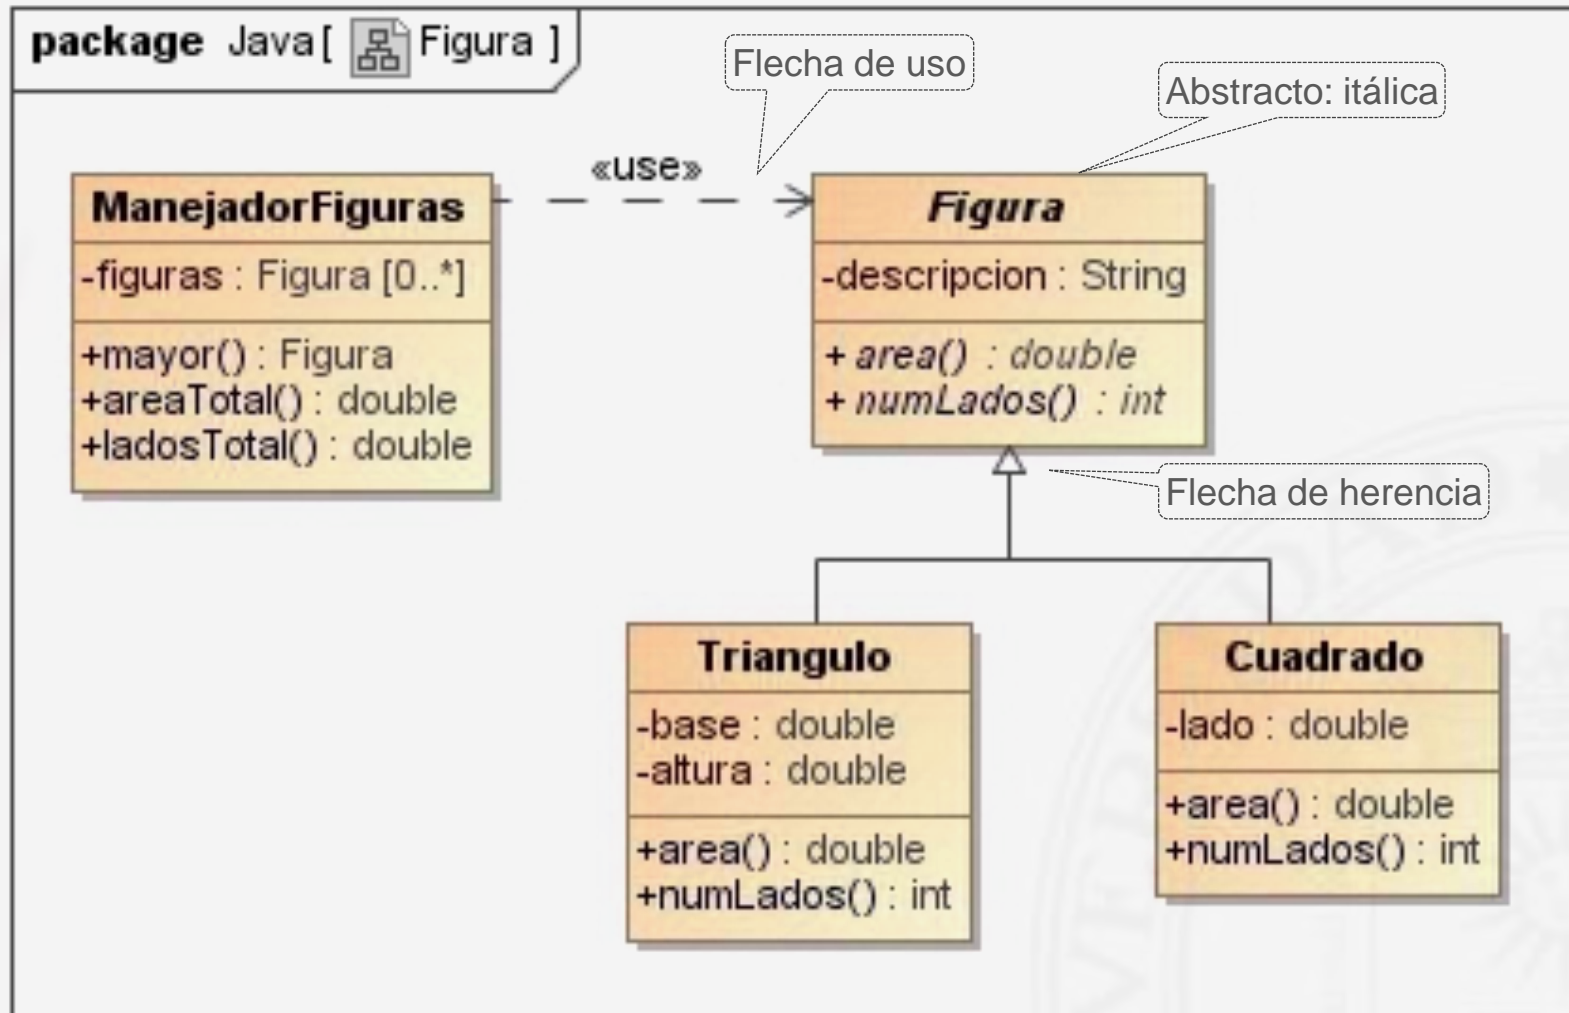 package Java[ Figura ]
Flecha de uso
Abstracto: itálica
«use»
ManejadorFiguras
-figuras : Figura [0..*]
+mayor() : Figura
+areaTotal() : double
+ladosTotal() : double
Figura
-descripcion : String
+ area() : double
+ numLados() : int
Flecha de herencia
Triangulo
-base : double
-altura : double
+area() : double
+numLados() : int
Cuadrado
-lado : double
+area() : double
+numLados() : int